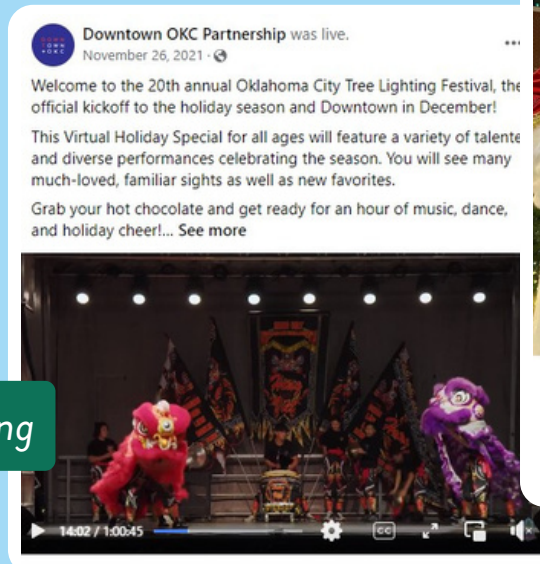 Downtown OKC Partnership was live.
November 26, 2021 ·
Welcome to the 20th annual Oklahoma City Tree Lighting Festival, the
official kickoff to the holiday season and Downtown in December!
This Virtual Holiday Special for all ages will feature a variety of talente
and diverse performances celebrating the season. You will see many
much-loved, familiar sights as well as new favorites.
Grab your hot chocolate and get ready for an hour of music, dance,
and holiday cheer!... See more
ng
14:02 / 1:00:45
CC